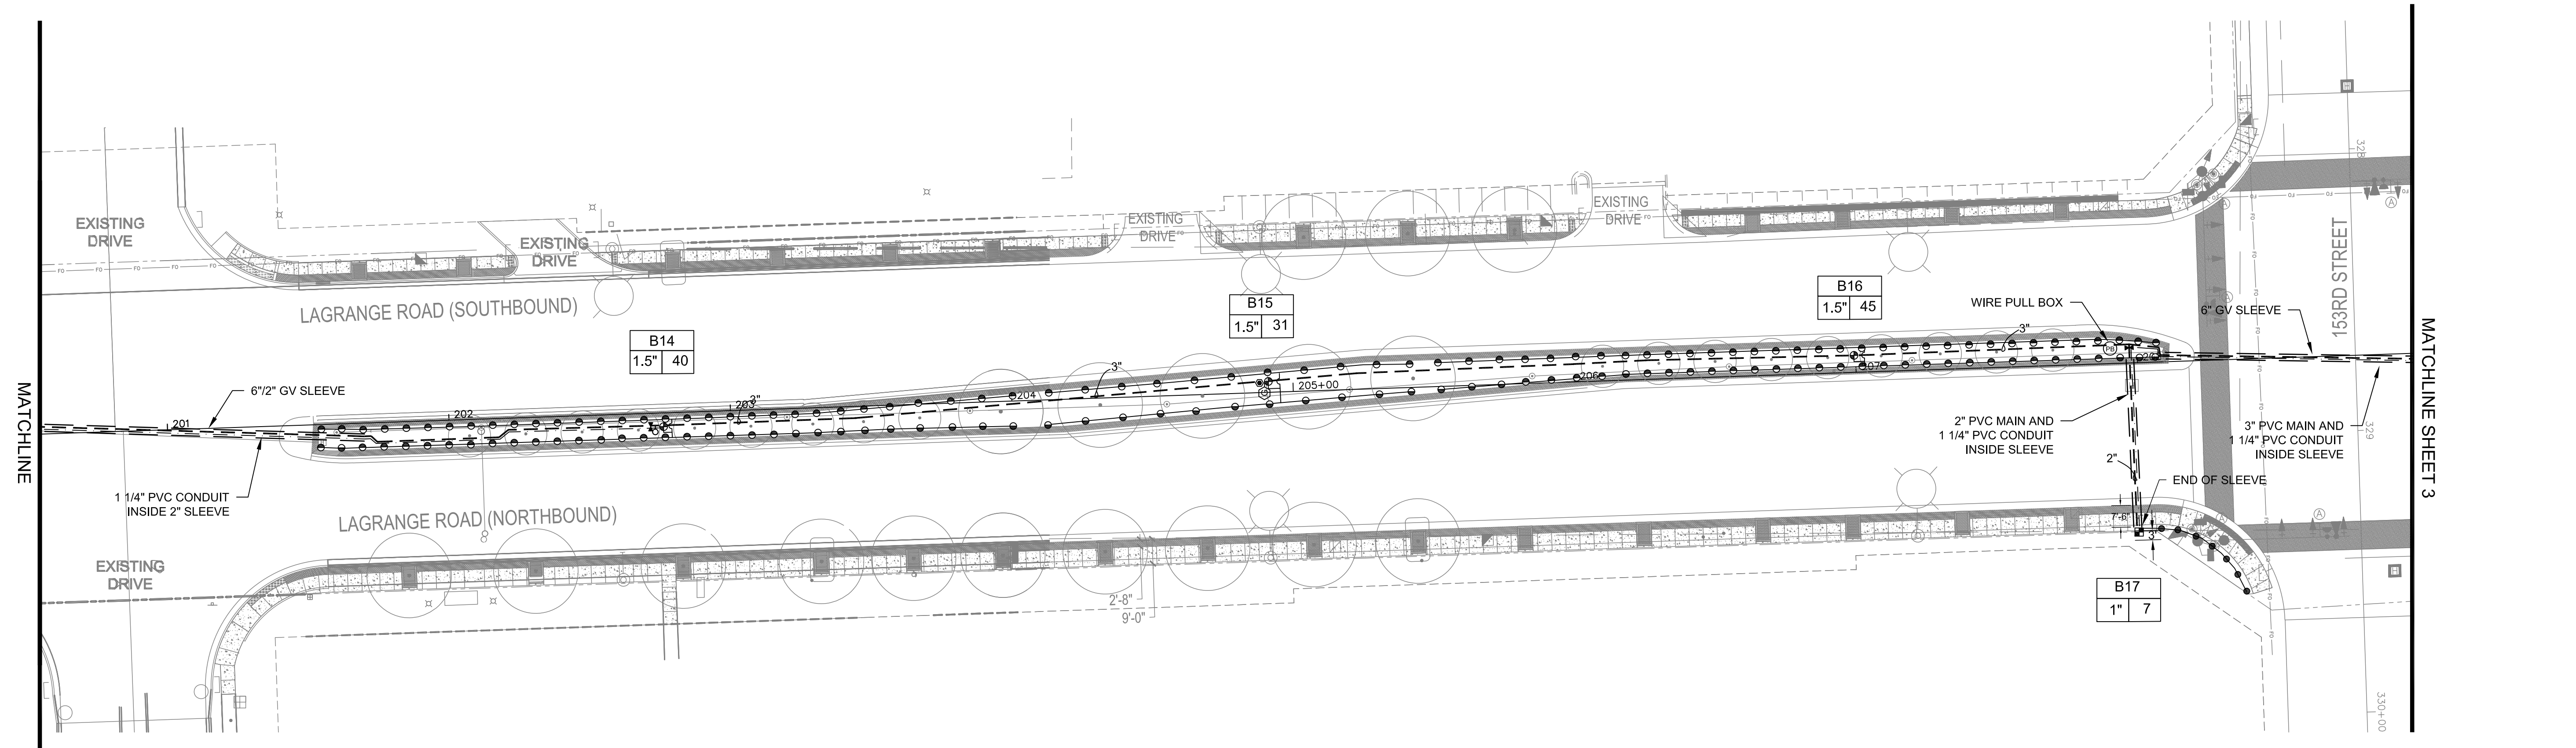 MATCHLINE
MATCHLINE SHEET 3
EXISTING
DRIVE
EXISTING
DRIVE
EXISTING
DRIVE
EXISTING
DRIVE
LAGRANGE ROAD (SOUTHBOUND)
B14
1.5" 40
B15
1.5" 31
B16
1.5" 45
WIRE PULL BOX
6" GV SLEEVE
153RD STREET
328
329
330+00
6"/2" GV SLEEVE
201
202
203
3"
204
3"
205+00
206
207
3"
PB
1 1/4" PVC CONDUIT
INSIDE 2" SLEEVE
2" PVC MAIN AND
1 1/4" PVC CONDUIT
INSIDE SLEEVE
3" PVC MAIN AND
1 1/4" PVC CONDUIT
INSIDE SLEEVE
2"
END OF SLEEVE
LAGRANGE ROAD (NORTHBOUND)
7'-6"
3'
EXISTING
DRIVE
2'-8"
9'-0"
B17
1" 7
FO
A
H